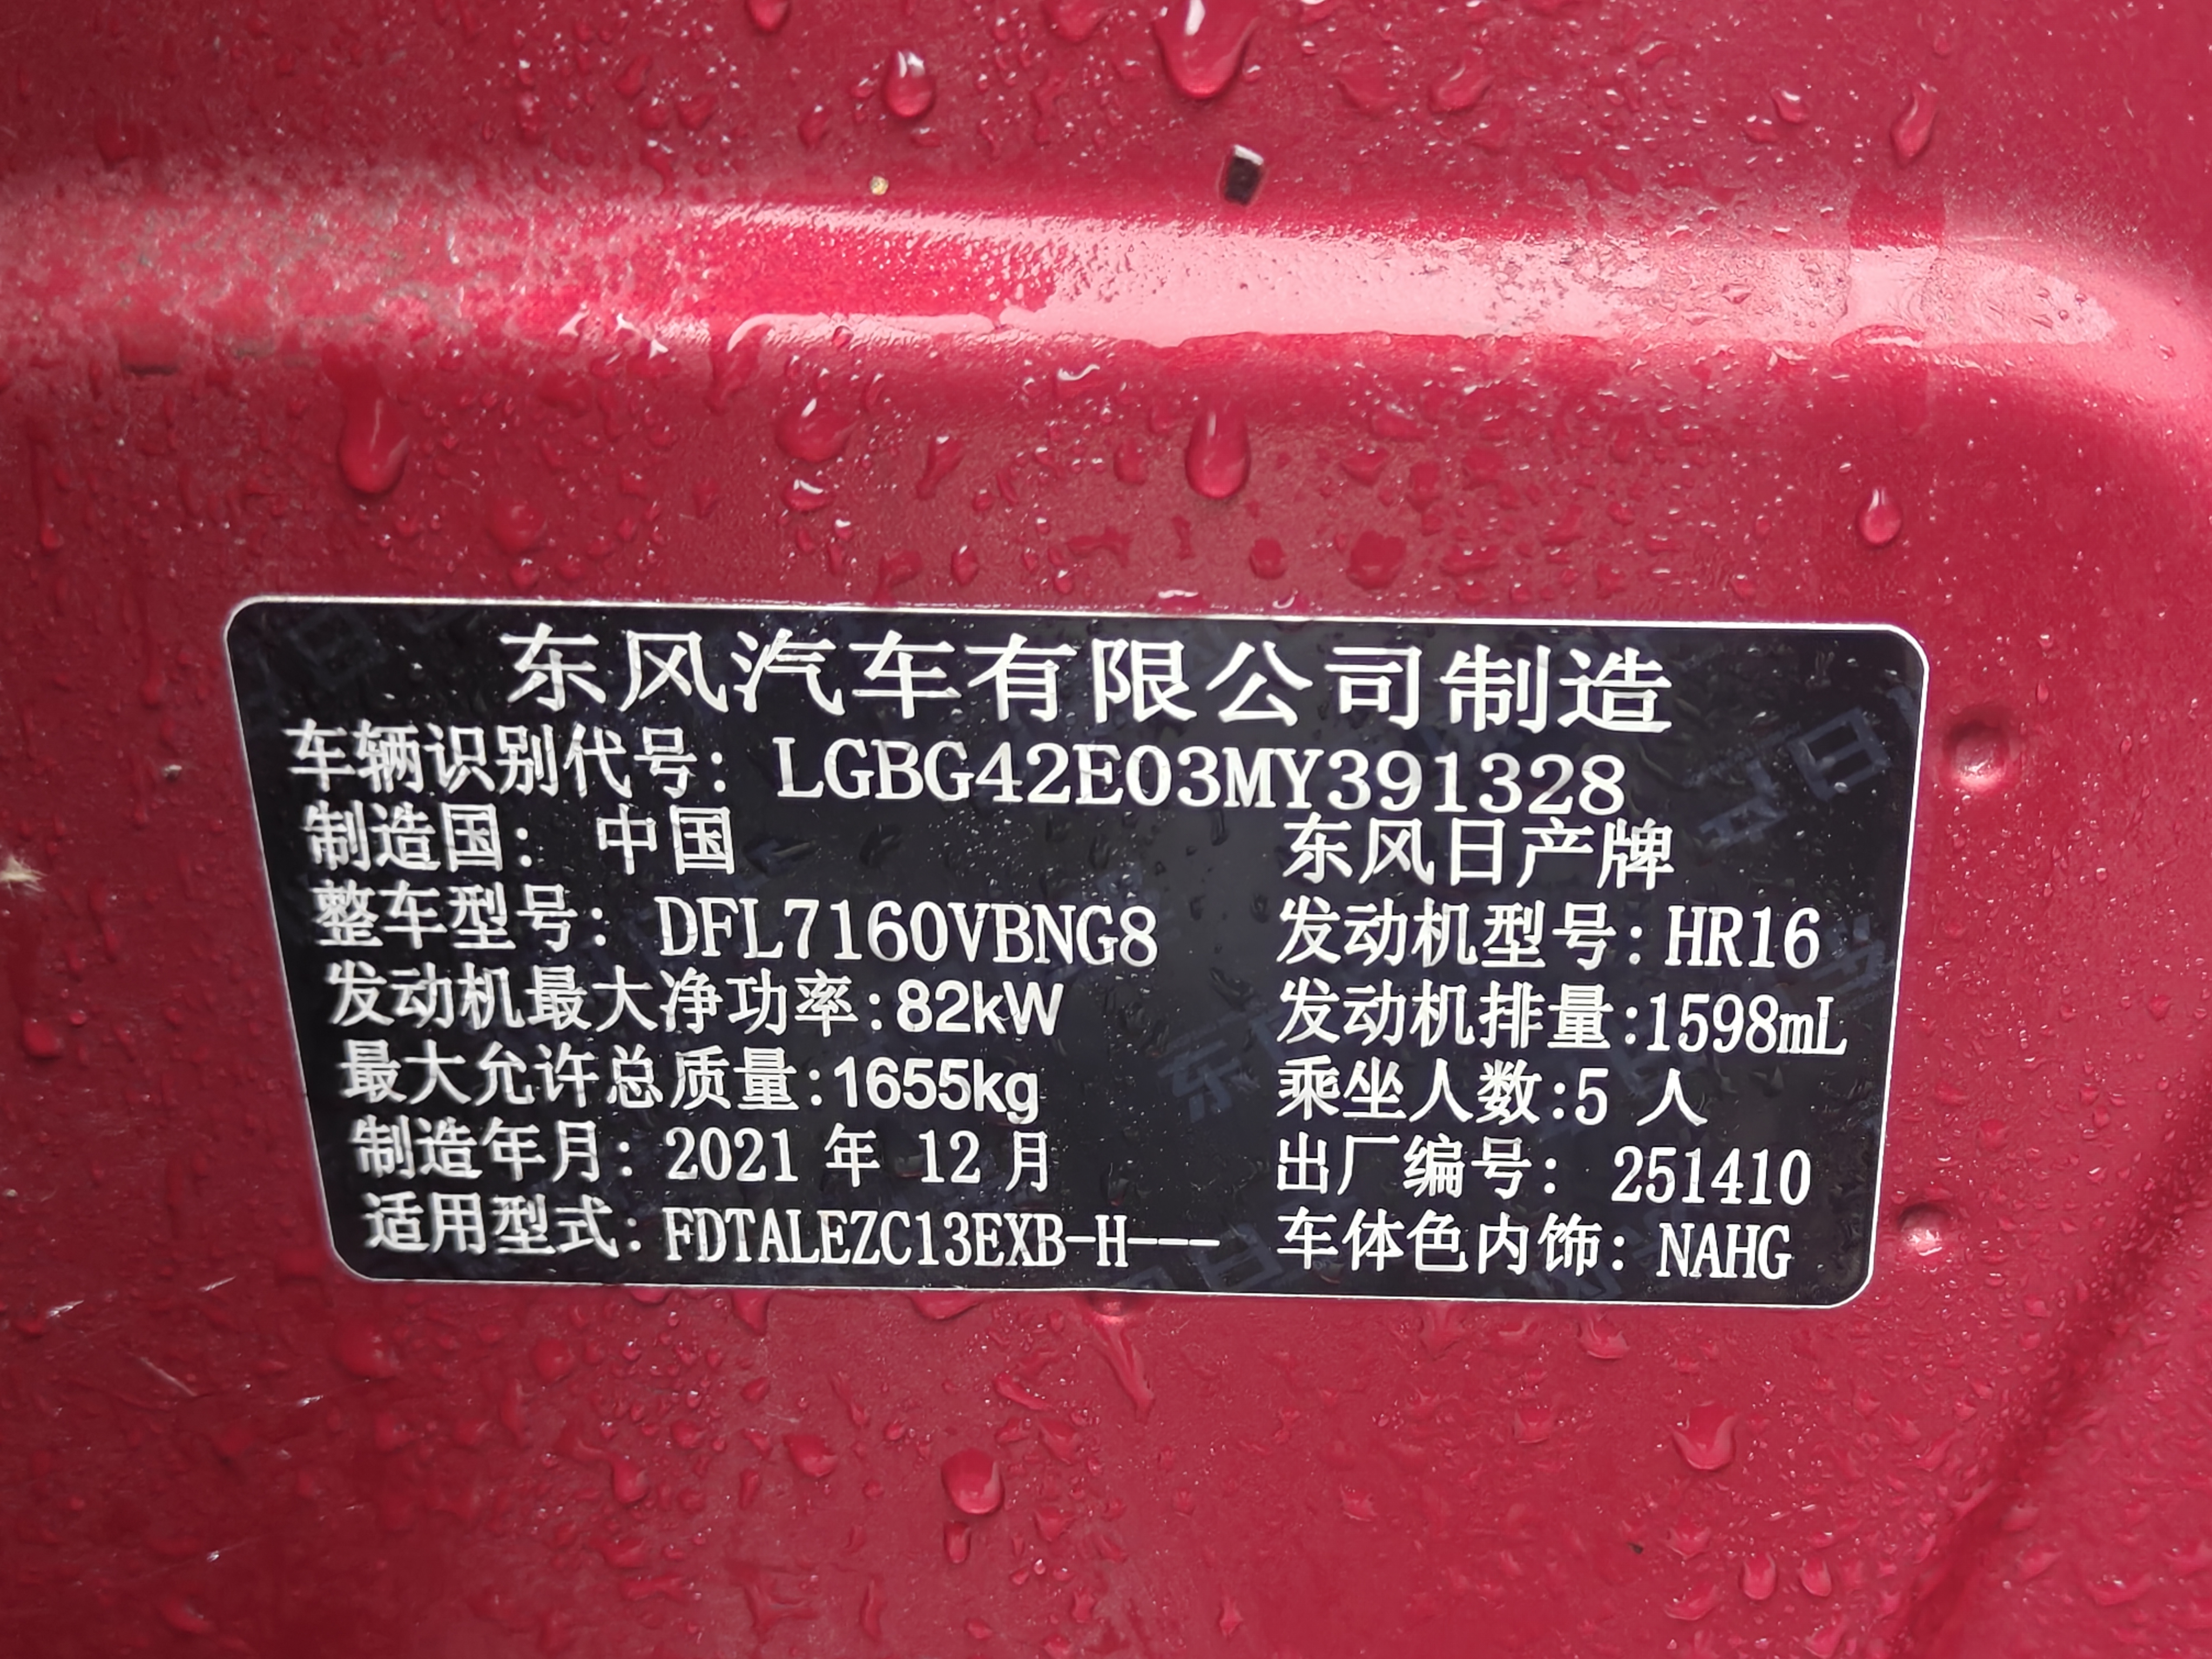 东风汽车有限公司制造
车辆识别代号: LGBG42E03MY391328
制造国: 中国 东风日产牌
整车型号: DFL7160VBNG8 发动机型号: HR16
发动机最大净功率:82kW 发动机排量:1598mL
最大允许总质量:1655kg 乘坐人数:5 人
制造年月: 2021 年 12 月 出厂编号: 251410
适用型式: FDTALEZC13EXB-H--- 车体色内饰: NAHG